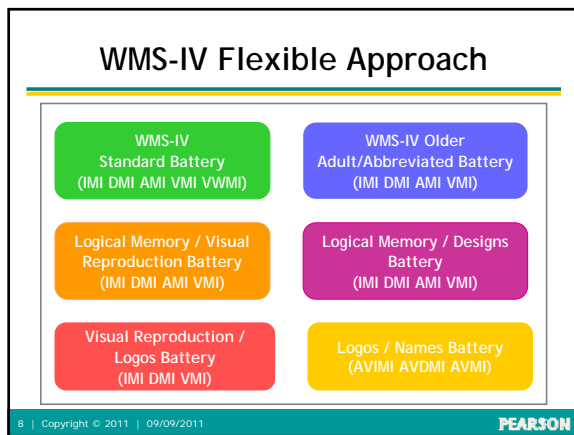 WMS-IV Flexible Approach
WMS-IV
Standard Battery
(IMI DMI AMI VMI VWMI)
WMS-IV Older
Adult/Abbreviated Battery
(IMI DMI AMI VMI)
Logical Memory / Visual
Reproduction Battery
(IMI DMI AMI VMI)
Logical Memory / Designs
Battery
(IMI DMI AMI VMI)
Visual Reproduction /
Logos Battery
(IMI DMI VMI)
Logos / Names Battery
(AVIMI AVDMI AVMI)
8 | Copyright © 2011 | 09/09/2011
PEARSON